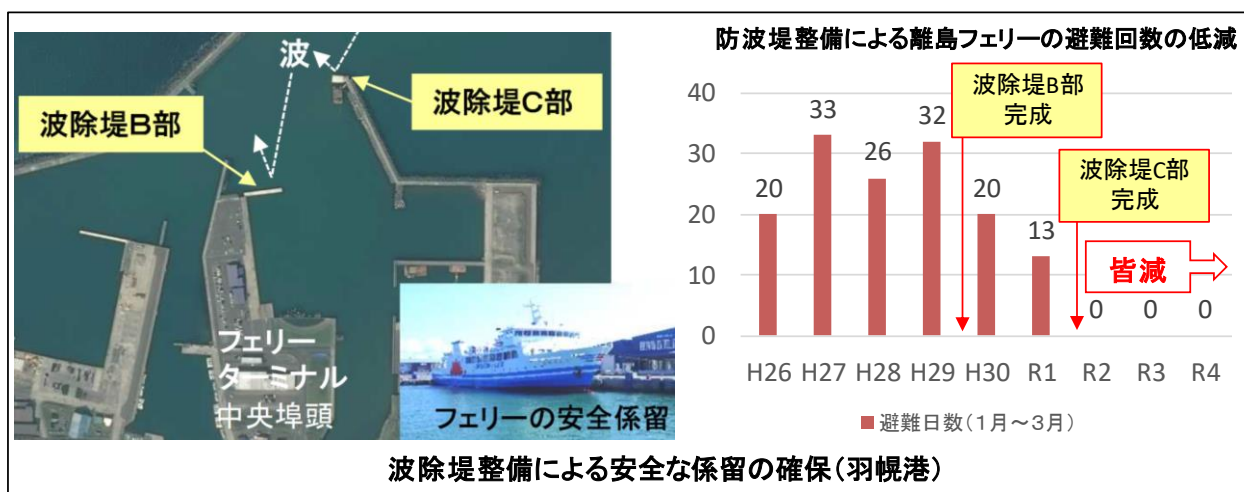 波
波除堤B部
波除堤C部
フェリー
ターミナル
中央埠頭
フェリーの安全係留
防波堤整備による離島フェリーの避難回数の低減
波除堤B部
完成
波除堤C部
完成
皆減
40
30
20
10
0
20
33
26
32
20
13
0
0
0
H26
H27
H28
H29
H30
R1
R2
R3
R4
避難日数(1月~3月)
波除堤整備による安全な係留の確保(羽幌港)